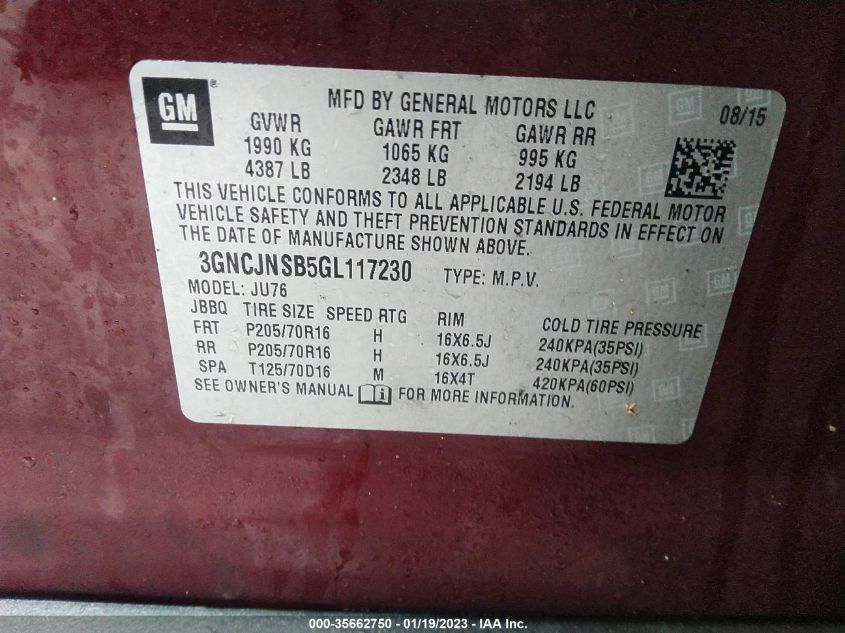 GM ®
MFD BY GENERAL MOTORS LLC 08/15
GVWR GAWR FRT GAWR RR
1990 KG 1065 KG 995 KG
4387 LB 2348 LB 2194 LB
THIS VEHICLE CONFORMS TO ALL APPLICABLE U.S. FEDERAL MOTOR
VEHICLE SAFETY AND THEFT PREVENTION STANDARDS IN EFFECT ON
THE DATE OF MANUFACTURE SHOWN ABOVE.
3GNCJNSB5GL117230 TYPE: M.P.V.
MODEL: JU76
JBBQ TIRE SIZE SPEED RTG RIM COLD TIRE PRESSURE
FRT P205/70R16 H 16X6.5J 240KPA(35PSI)
RR P205/70R16 H 16X6.5J 240KPA(35PSI)
SPA T125/70D16 M 16X4T 420KPA(60PSI)
SEE OWNER'S MANUAL i FOR MORE INFORMATION.
000-35662750 - 01/19/2023 - IAA Inc.